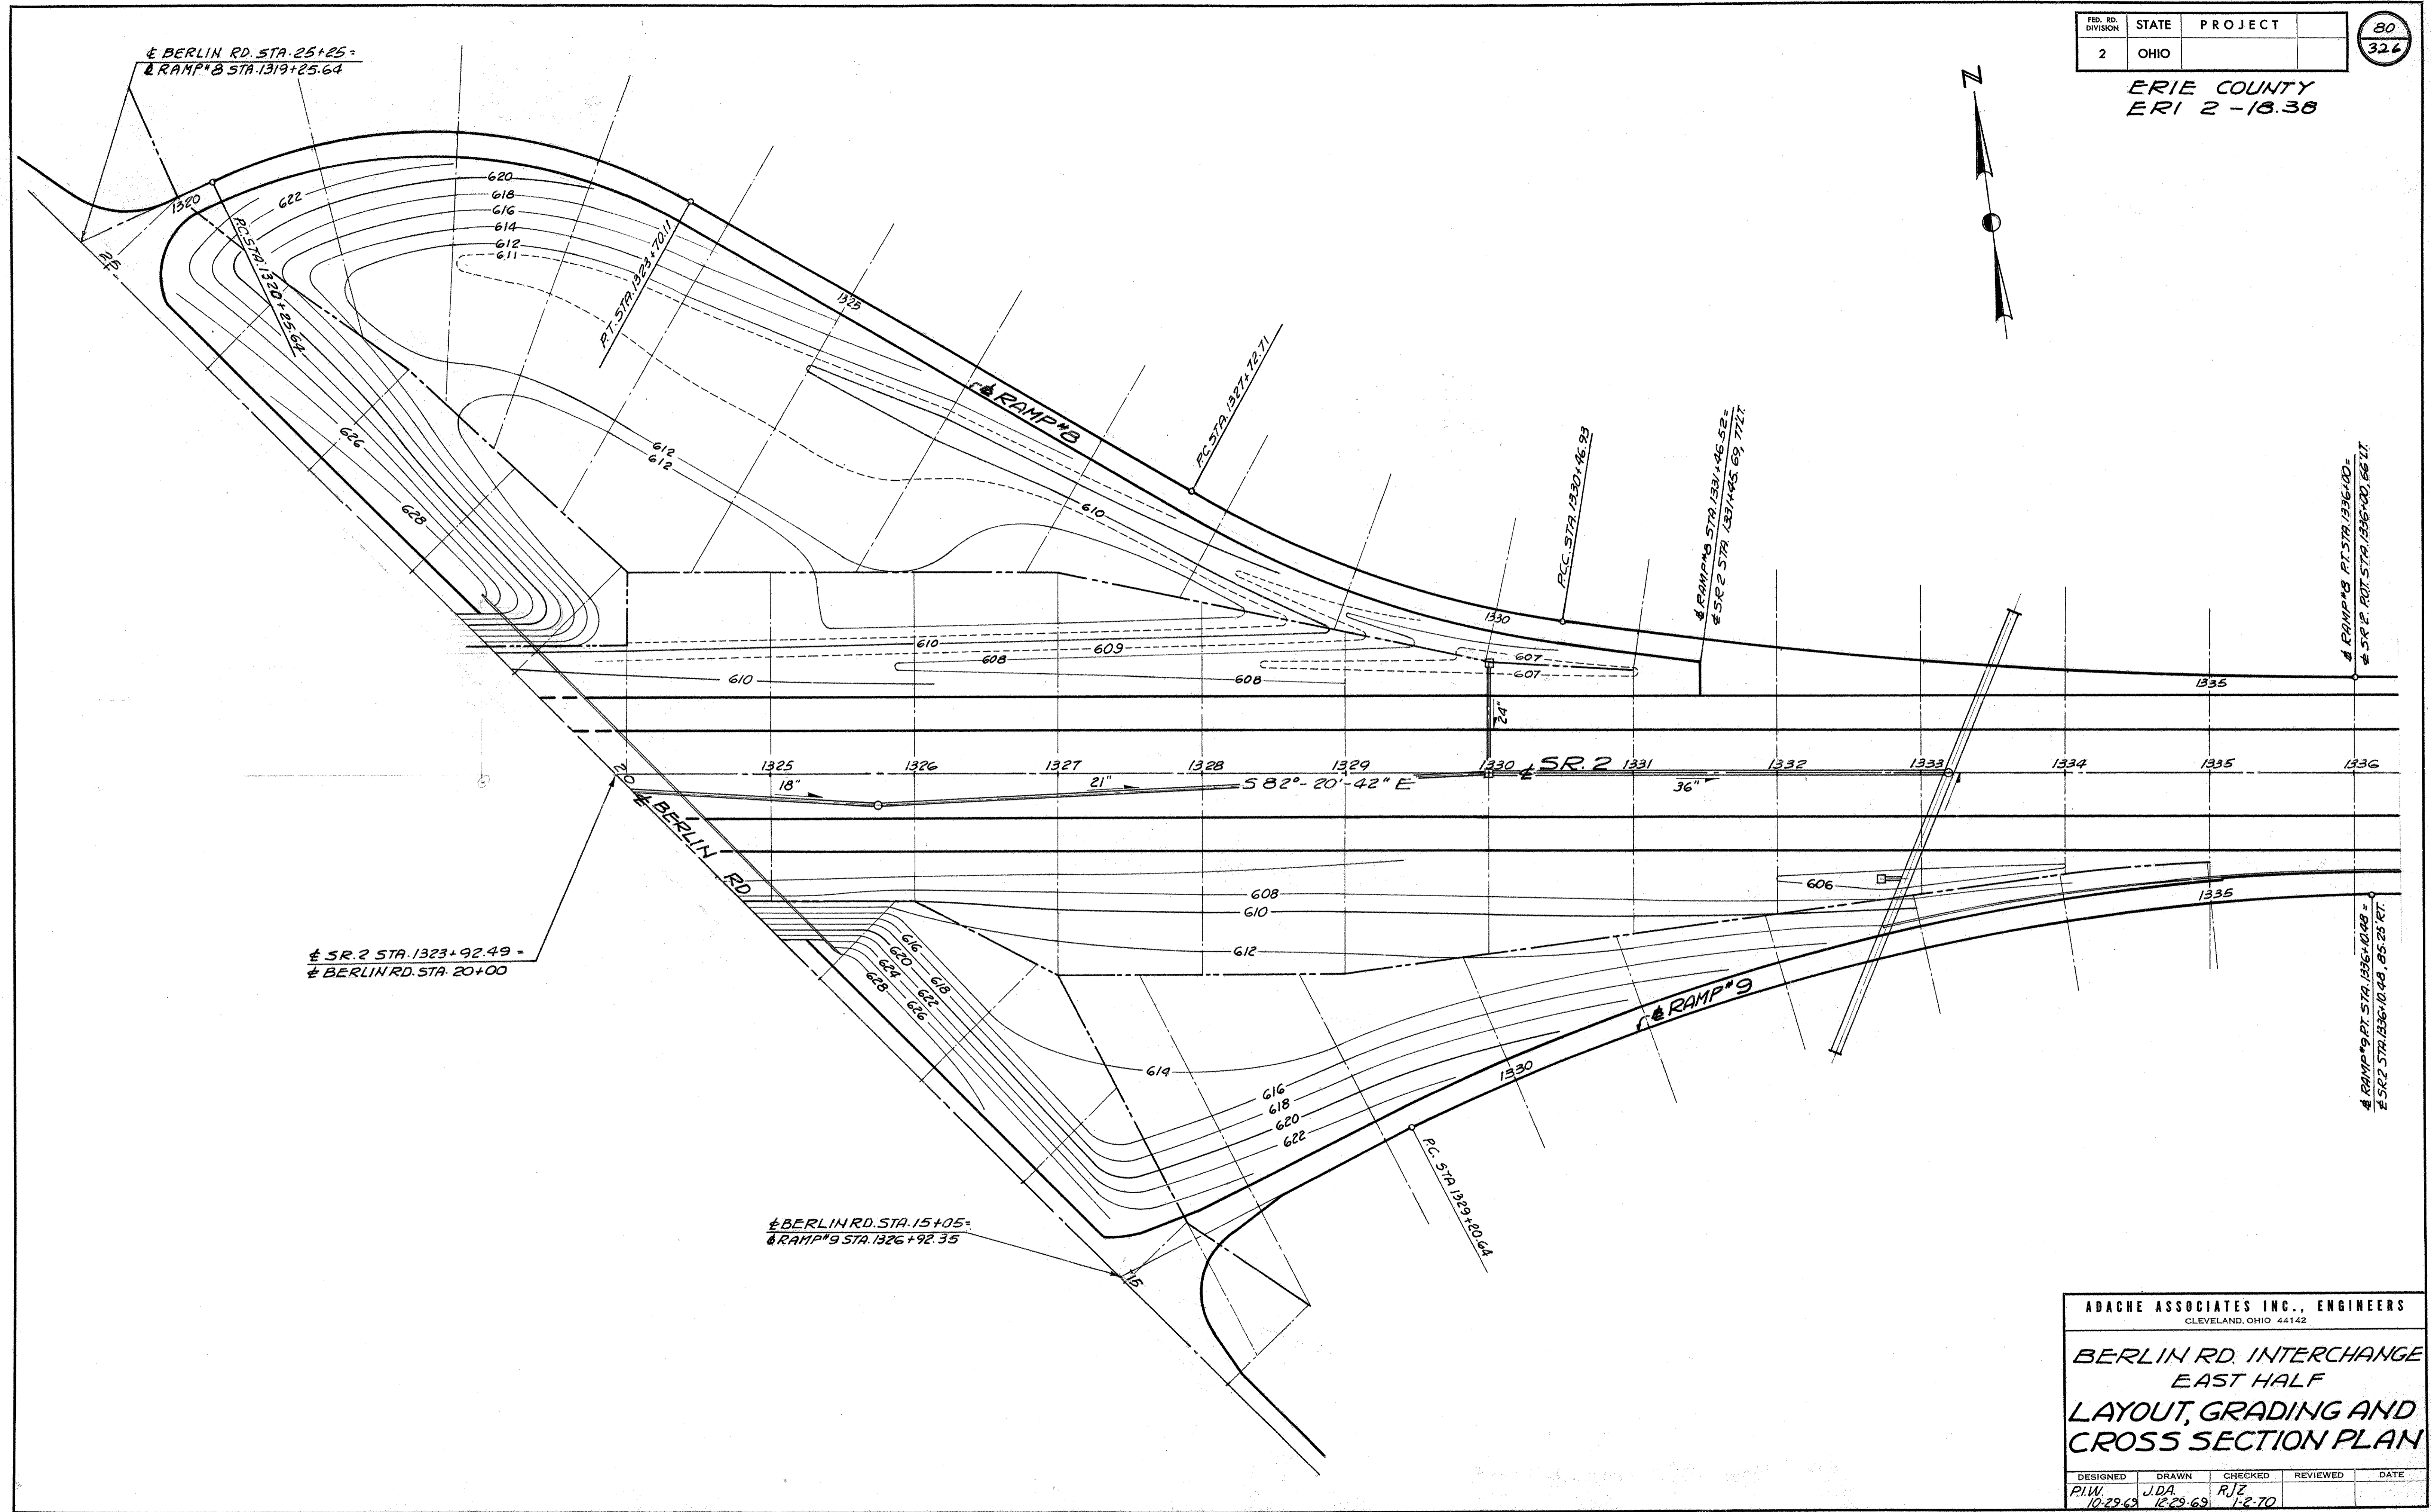 FED. RD. DIVISION STATE PROJECT
2 OHIO
80
326
ERIE COUNTY
ERI 2-18.38
N
℄ BERLIN RD. STA. 25+25=
℄ RAMP#8 STA. 1319+25.64
1320
25
P.C. STA. 1320+25.64
622
620
618
616
614
612
611
P.T. STA. 1323+70.11
1325
℄ RAMP#8
P.C. STA. 1327+72.71
P.C.C. STA. 1330+46.93
℄ RAMP#8 STA. 1331+46.52=
℄ SR 2 STA. 1331+45.69, 77' LT.
℄ RAMP#8 P.T. STA. 1336+00=
℄ SR 2 P.O.T. STA. 1336+00, 66' LT.
626
628
612
612
610
1330
610
609
608
607
607
610
608
1335
24"
20
1325 1326 1327 1328 1329 1330 ℄ SR. 2 1331 1332 1333 1334 1335 1336
18"
21"
S 82°-20'-42" E
36"
℄ BERLIN RD
608
610
612
606
1335
℄ SR. 2 STA. 1323+92.49=
℄ BERLIN RD. STA. 20+00
616
620 618
624 622
628 626
℄ RAMP#9
℄ RAMP#9 P.T. STA. 1336+10.48=
℄ SR 2 STA. 1336+10.48, 85.25' RT.
614
616
618
620
622
1330
P.C. STA 1329+20.64
℄ BERLIN RD. STA. 15+05=
℄ RAMP#9 STA. 1326+92.35
15
ADACHE ASSOCIATES INC., ENGINEERS
CLEVELAND, OHIO 44142
BERLIN RD. INTERCHANGE
EAST HALF
LAYOUT, GRADING AND
CROSS SECTION PLAN
DESIGNED DRAWN CHECKED REVIEWED DATE
P.I.W. J.D.A. RJZ
10-29-69 12-29-69 1-2-70